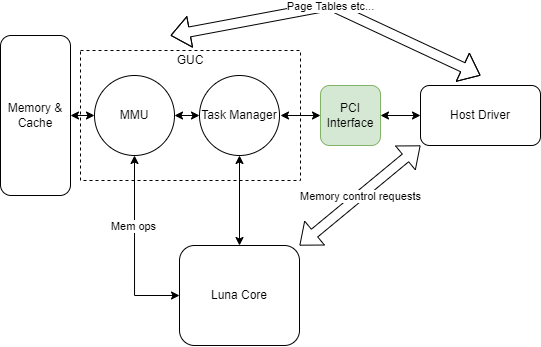 Page Tables etc...
GUC
Memory &
Cache
MMU
Task Manager
PCI
Interface
Host Driver
Memory control requests
Mem ops
Luna Core